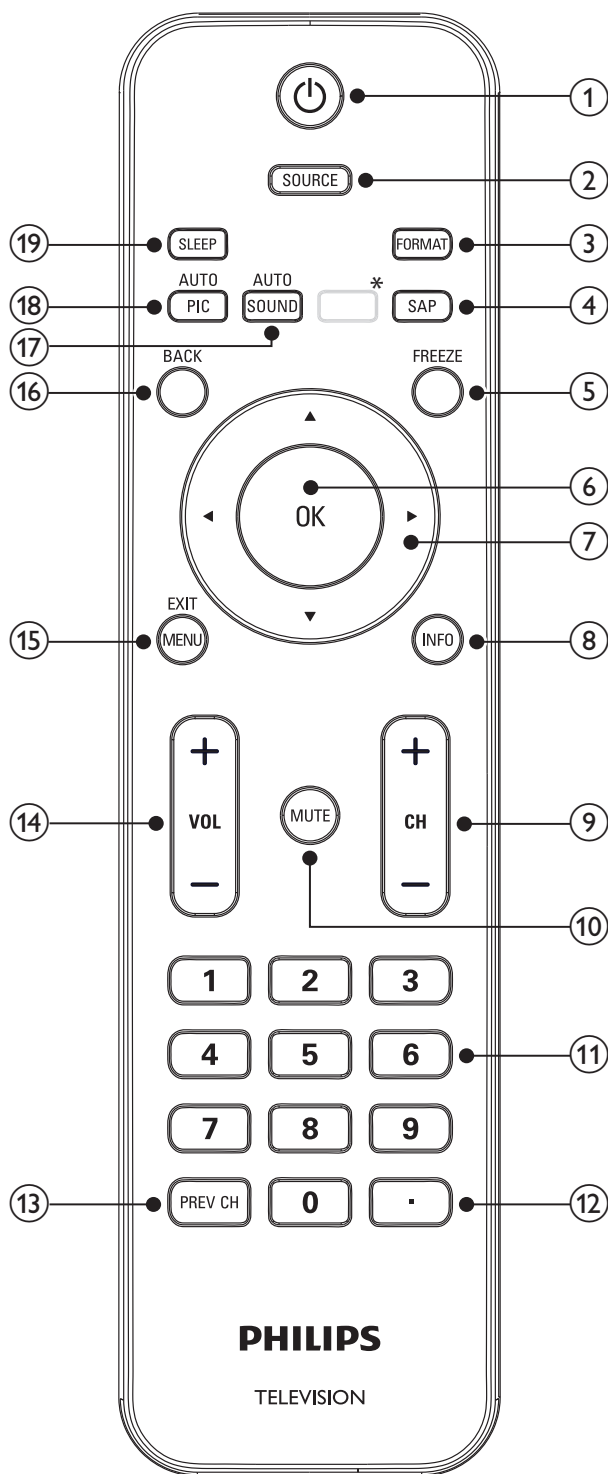 ①
SOURCE ②
⑲ SLEEP FORMAT ③
AUTO AUTO *
⑱ PIC SOUND SAP ④
⑰
BACK FREEZE
⑯ ⑤
⑥
OK
⑦
EXIT
⑮ MENU INFO ⑧
+ +
⑭ VOL MUTE CH ⑨
– –
⑩
1 2 3
4 5 6 ⑪
7 8 9
⑬ PREV CH 0 . ⑫
PHILIPS
TELEVISION